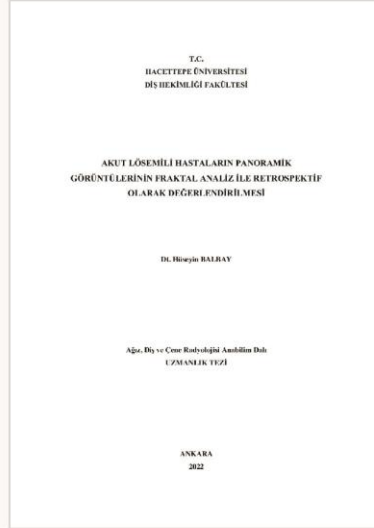 T.C.
HACETTEPE ÜNİVERSİTESİ
DİŞ HEKİMLİĞİ FAKÜLTESİ
AKUT LÖSEMİLİ HASTALARIN PANORAMİK
GÖRÜNTÜLERİNİN FRAKTAL ANALİZ İLE RETROSPEKTİF
OLARAK DEĞERLENDİRİLMESİ
Dt. Hüseyin BALBAY
Ağız, Diş ve Çene Radyolojisi Anabilim Dalı
UZMANLIK TEZİ
ANKARA
2022